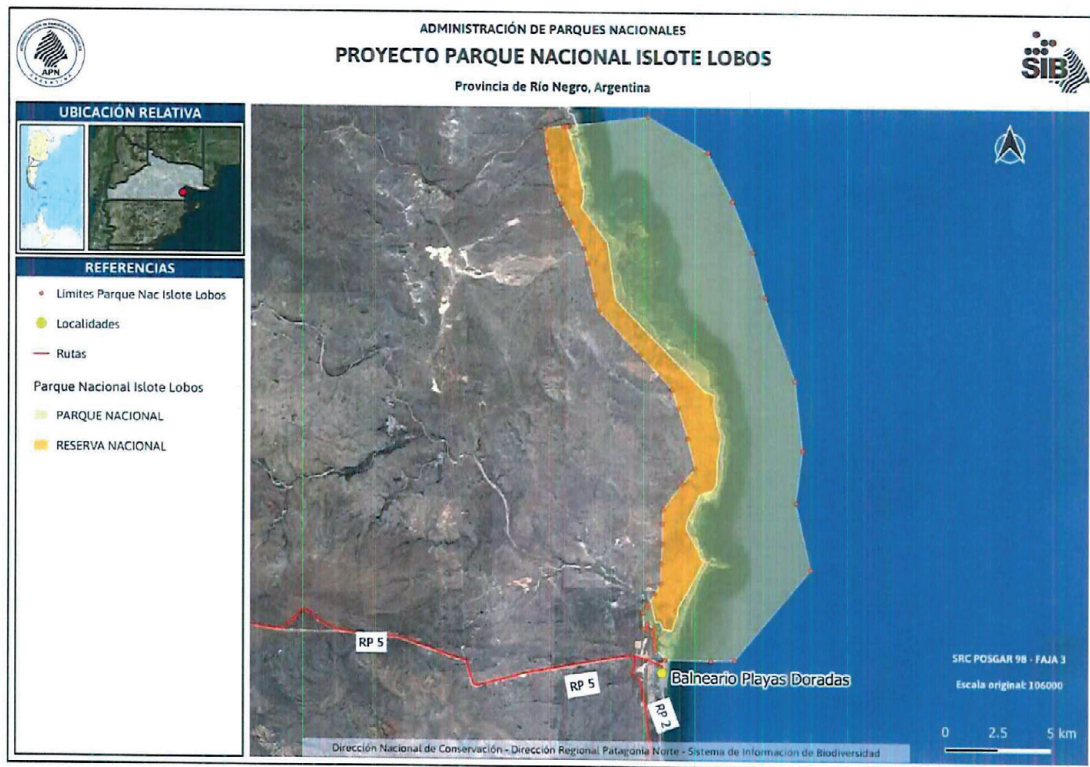 ADMINISTRACIÓN DE PARQUES NACIONALES
PROYECTO PARQUE NACIONAL ISLOTE LOBOS
Provincia de Río Negro, Argentina
APN
SIB
UBICACIÓN RELATIVA
REFERENCIAS
Límites Parque Nac Islote Lobos
Localidades
Rutas
Parque Nacional Islote Lobos
PARQUE NACIONAL
RESERVA NACIONAL
RP 5
RP 5
RP 2
Balneario Playas Doradas
SRC POSGAR 98 - FAJA 3
Escala original: 106000
0 2.5 5 km
Dirección Nacional de Conservación - Dirección Regional Patagonia Norte - Sistema de Información de Biodiversidad